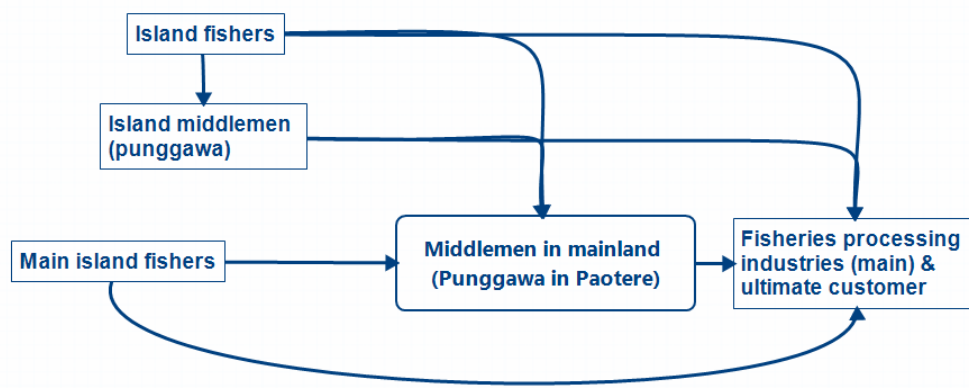 Island fishers
Island middlemen
(punggawa)
Main island fishers
Middlemen in mainland
(Punggawa in Paotere)
Fisheries processing
industries (main) &
ultimate customer